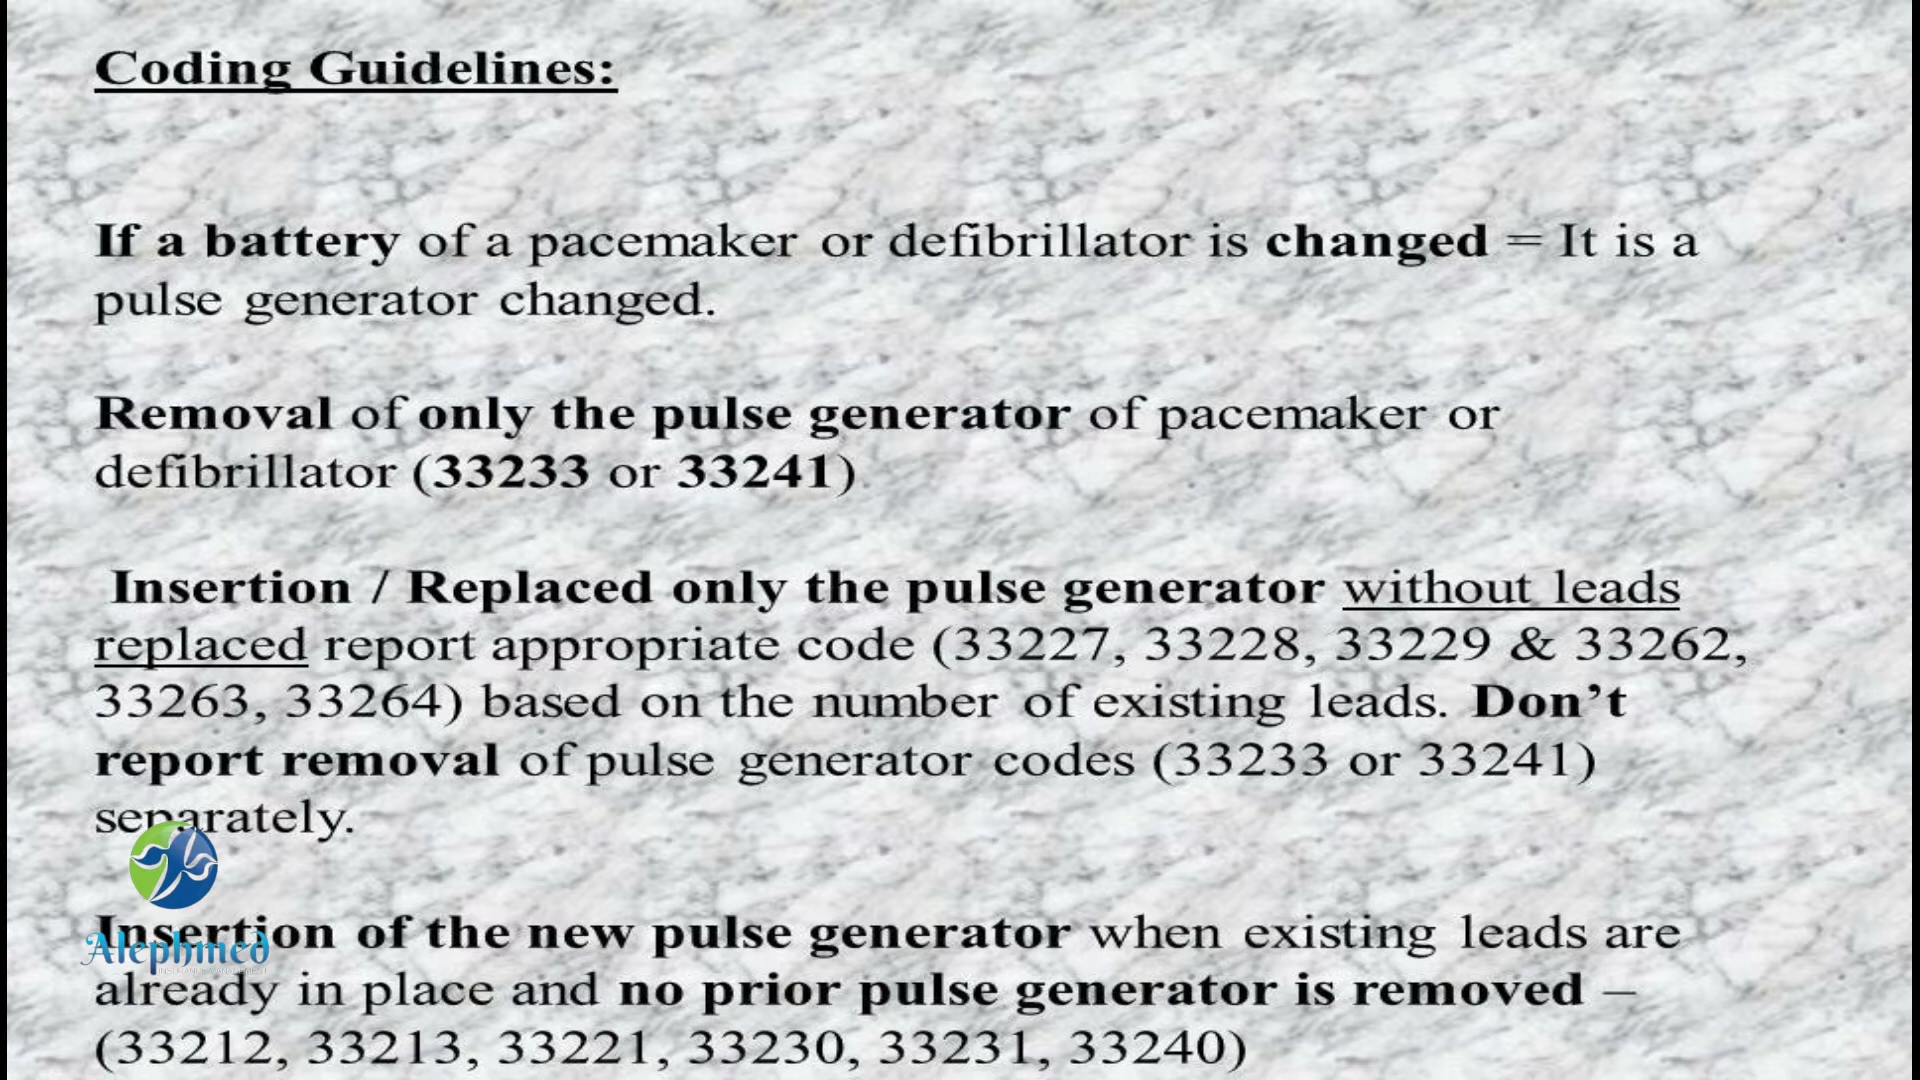 Coding Guidelines:
If a battery of a pacemaker or defibrillator is changed = It is a
pulse generator changed.
Removal of only the pulse generator of pacemaker or
defibrillator (33233 or 33241)
Insertion / Replaced only the pulse generator without leads
replaced report appropriate code (33227, 33228, 33229 & 33262,
33263, 33264) based on the number of existing leads. Don’t
report removal of pulse generator codes (33233 or 33241)
separately.
Insertion of the new pulse generator when existing leads are
Alephmed
already in place and no prior pulse generator is removed –
(33212, 33213, 33221, 33230, 33231, 33240)